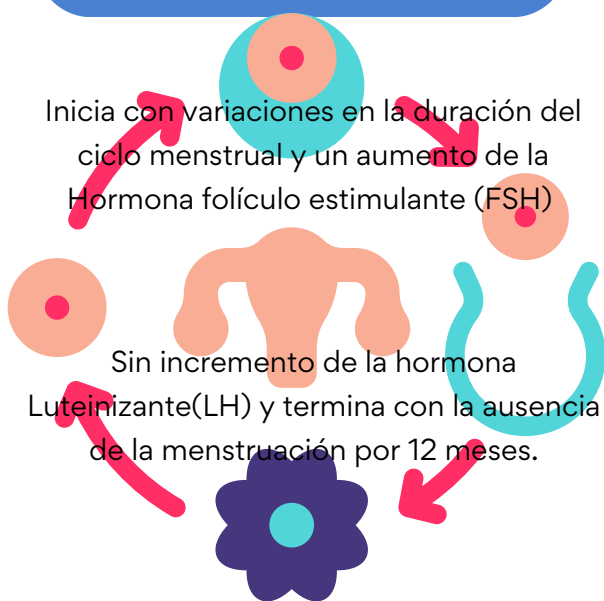 Inicia con variaciones en la duración del
ciclo menstrual y un aumento de la
Hormona folículo estimulante (FSH)
Sin incremento de la hormona
Luteinizante(LH) y termina con la ausencia
de la menstruación por 12 meses.